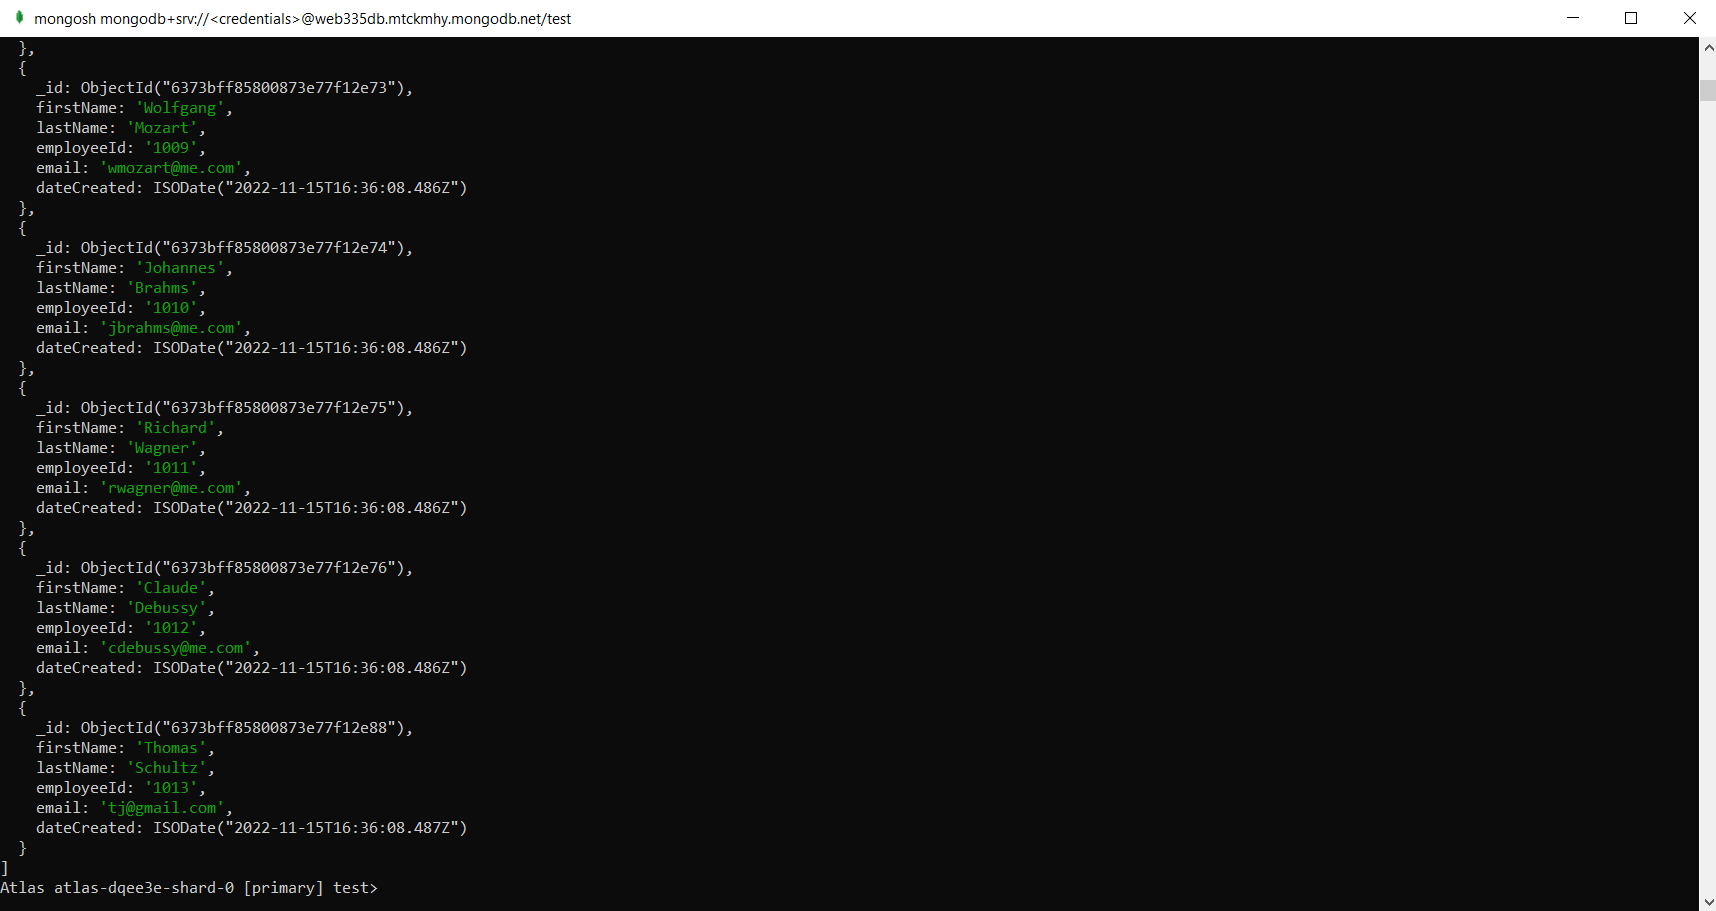 mongosh mongodb+srv://<credentials>@web335db.mtckmhy.mongodb.net/test
  },
  {
    _id: ObjectId("6373bff85800873e77f12e73"),
    firstName: 'Wolfgang',
    lastName: 'Mozart',
    employeeId: '1009',
    email: 'wmozart@me.com',
    dateCreated: ISODate("2022-11-15T16:36:08.486Z")
  },
  {
    _id: ObjectId("6373bff85800873e77f12e74"),
    firstName: 'Johannes',
    lastName: 'Brahms',
    employeeId: '1010',
    email: 'jbrahms@me.com',
    dateCreated: ISODate("2022-11-15T16:36:08.486Z")
  },
  {
    _id: ObjectId("6373bff85800873e77f12e75"),
    firstName: 'Richard',
    lastName: 'Wagner',
    employeeId: '1011',
    email: 'rwagner@me.com',
    dateCreated: ISODate("2022-11-15T16:36:08.486Z")
  },
  {
    _id: ObjectId("6373bff85800873e77f12e76"),
    firstName: 'Claude',
    lastName: 'Debussy',
    employeeId: '1012',
    email: 'cdebussy@me.com',
    dateCreated: ISODate("2022-11-15T16:36:08.486Z")
  },
  {
    _id: ObjectId("6373bff85800873e77f12e88"),
    firstName: 'Thomas',
    lastName: 'Schultz',
    employeeId: '1013',
    email: 'tj@gmail.com',
    dateCreated: ISODate("2022-11-15T16:36:08.487Z")
  }
]
Atlas atlas-dqee3e-shard-0 [primary] test>